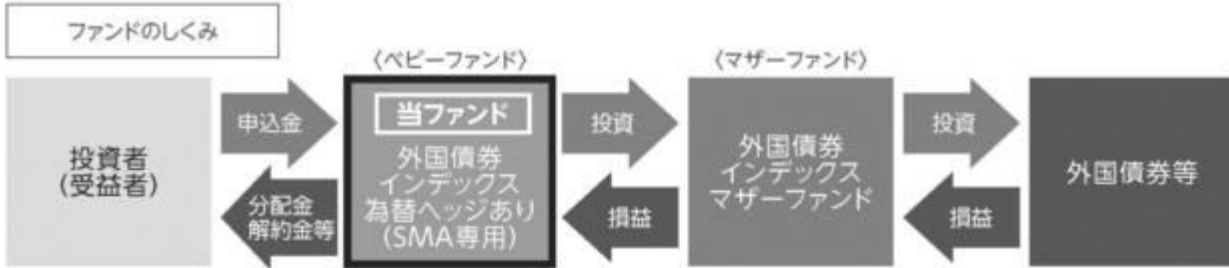 ファンドのしくみ
〈ベビーファンド〉
〈マザーファンド〉
投資者
(受益者)
申込金
分配金
解約金等
当ファンド
外国債券
インデックス
為替ヘッジあり
(SMA専用)
投資
損益
外国債券
インデックス
マザーファンド
投資
損益
外国債券等